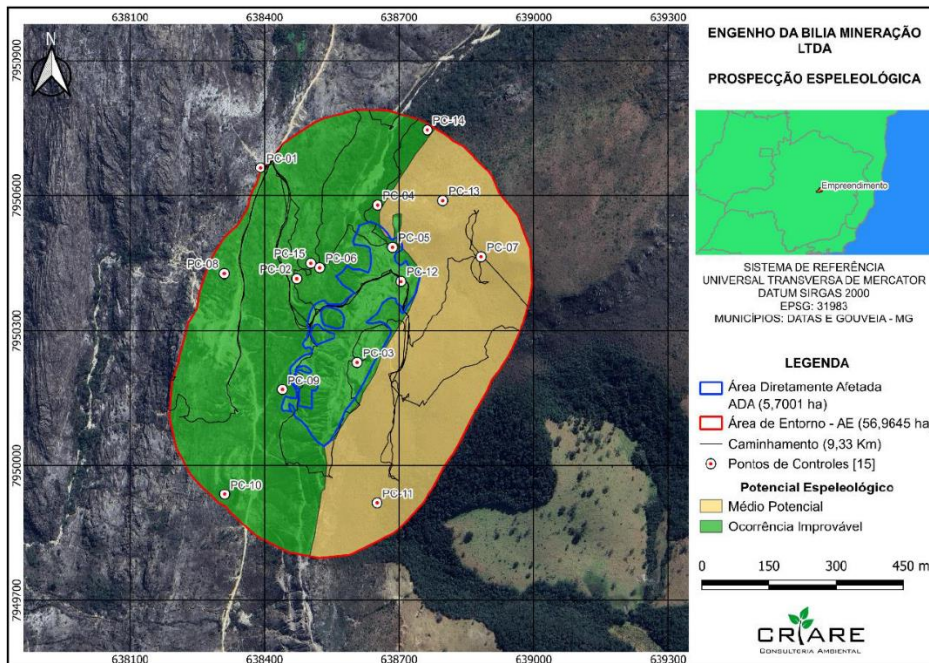 638100
638400
638700
639000
639300
7950900
7950600
7950300
7950000
7949700
N
PC-14
PC-01
PC-13
PC-04
PC-05
PC-07
PC-15
PC-06
PC-08
PC-02
PC-12
PC-03
PC-09
PC-10
PC-11
638100
638400
638700
639000
639300
ENGENHO DA BILIA MINERAÇÃO
LTDA
PROSPECÇÃO ESPELEOLÓGICA
Empreendimento
SISTEMA DE REFERÊNCIA
UNIVERSAL TRANSVERSA DE MERCATOR
DATUM SIRGAS 2000
EPSG: 31983
MUNICÍPIOS: DATAS E GOUVEIA - MG
LEGENDA
Área Diretamente Afetada
ADA (5,7001 ha)
Área de Entorno - AE (56,9645 ha
Caminhamento (9,33 Km)
Pontos de Controles [15]
Potencial Espeleológico
Médio Potencial
Ocorrência Improvável
0 150 300 450 m
CRIARE
CONSULTORIA AMBIENTAL